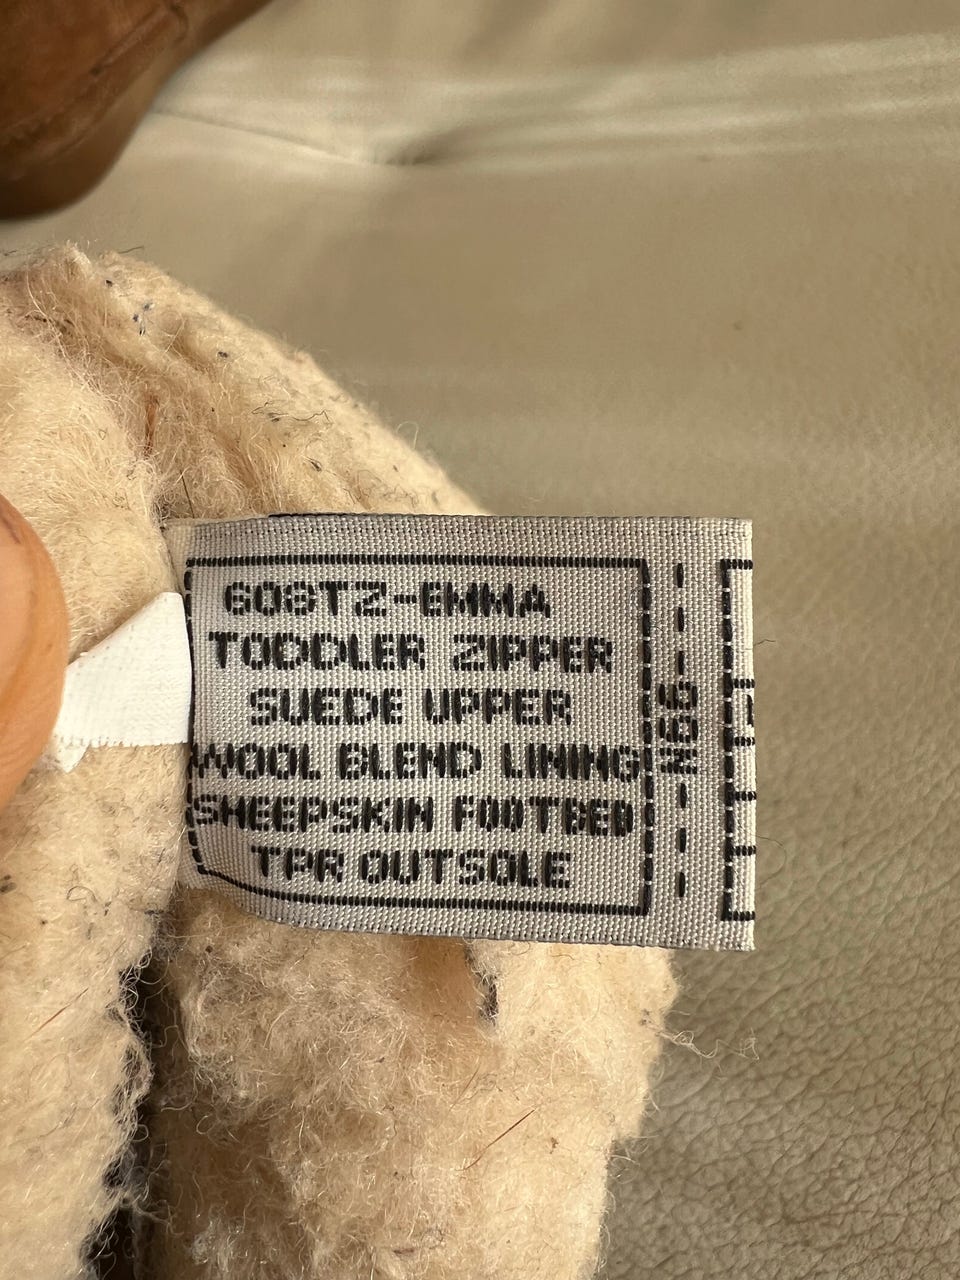 608TZ-EMMA
TODDLER ZIPPER
SUEDE UPPER
WOOL BLEND LINING
SHEEPSKIN FOOTBED
TPR OUTSOLE